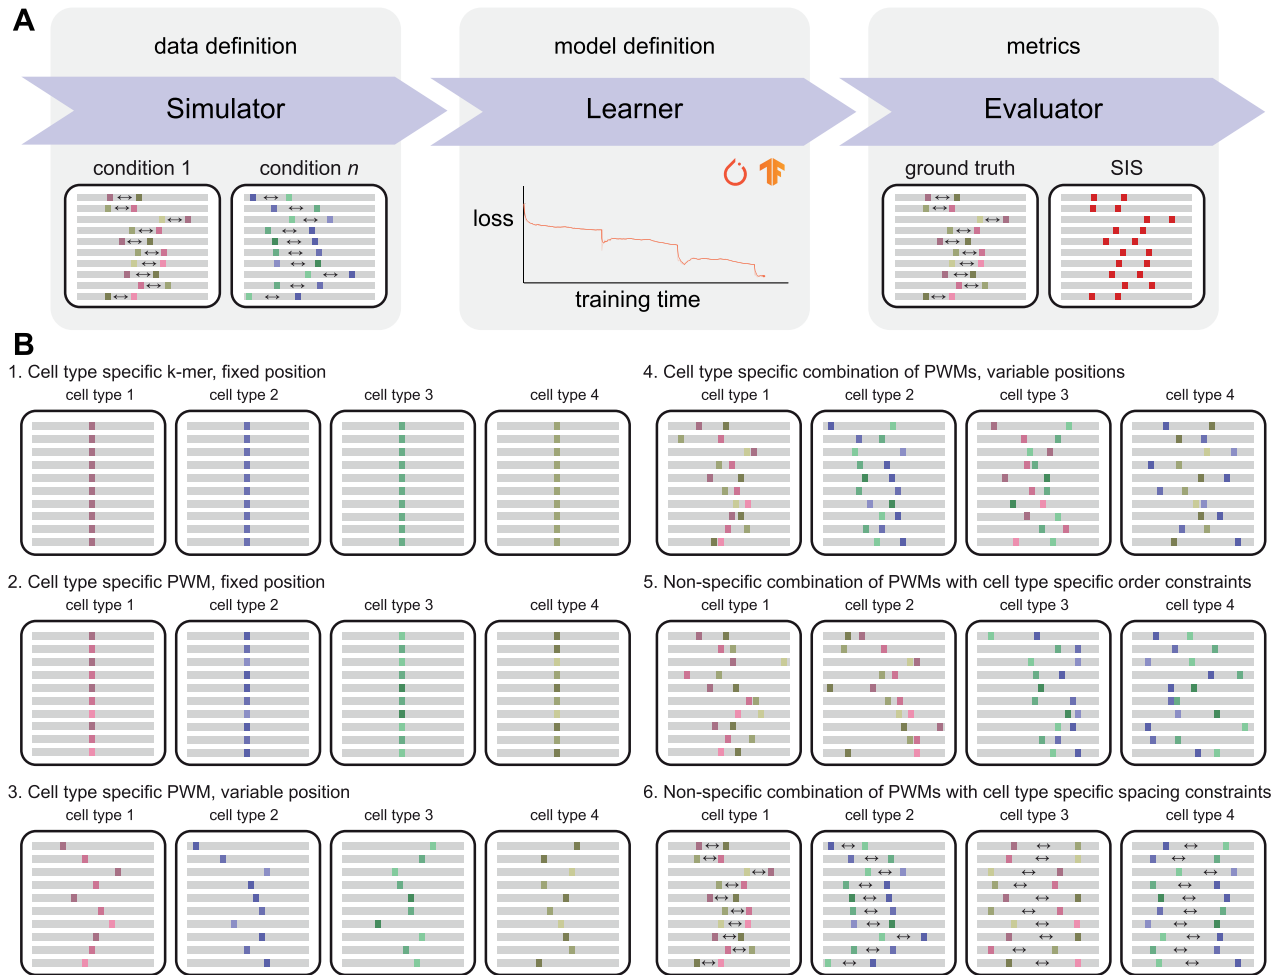 A
data definition
model definition
metrics
Simulator
Learner
Evaluator
condition 1
condition n
loss
training time
ground truth
SIS
B
1. Cell type specific k-mer, fixed position
cell type 1
cell type 2
cell type 3
cell type 4
2. Cell type specific PWM, fixed position
cell type 1
cell type 2
cell type 3
cell type 4
3. Cell type specific PWM, variable position
cell type 1
cell type 2
cell type 3
cell type 4
4. Cell type specific combination of PWMs, variable positions
cell type 1
cell type 2
cell type 3
cell type 4
5. Non-specific combination of PWMs with cell type specific order constraints
cell type 1
cell type 2
cell type 3
cell type 4
6. Non-specific combination of PWMs with cell type specific spacing constraints
cell type 1
cell type 2
cell type 3
cell type 4